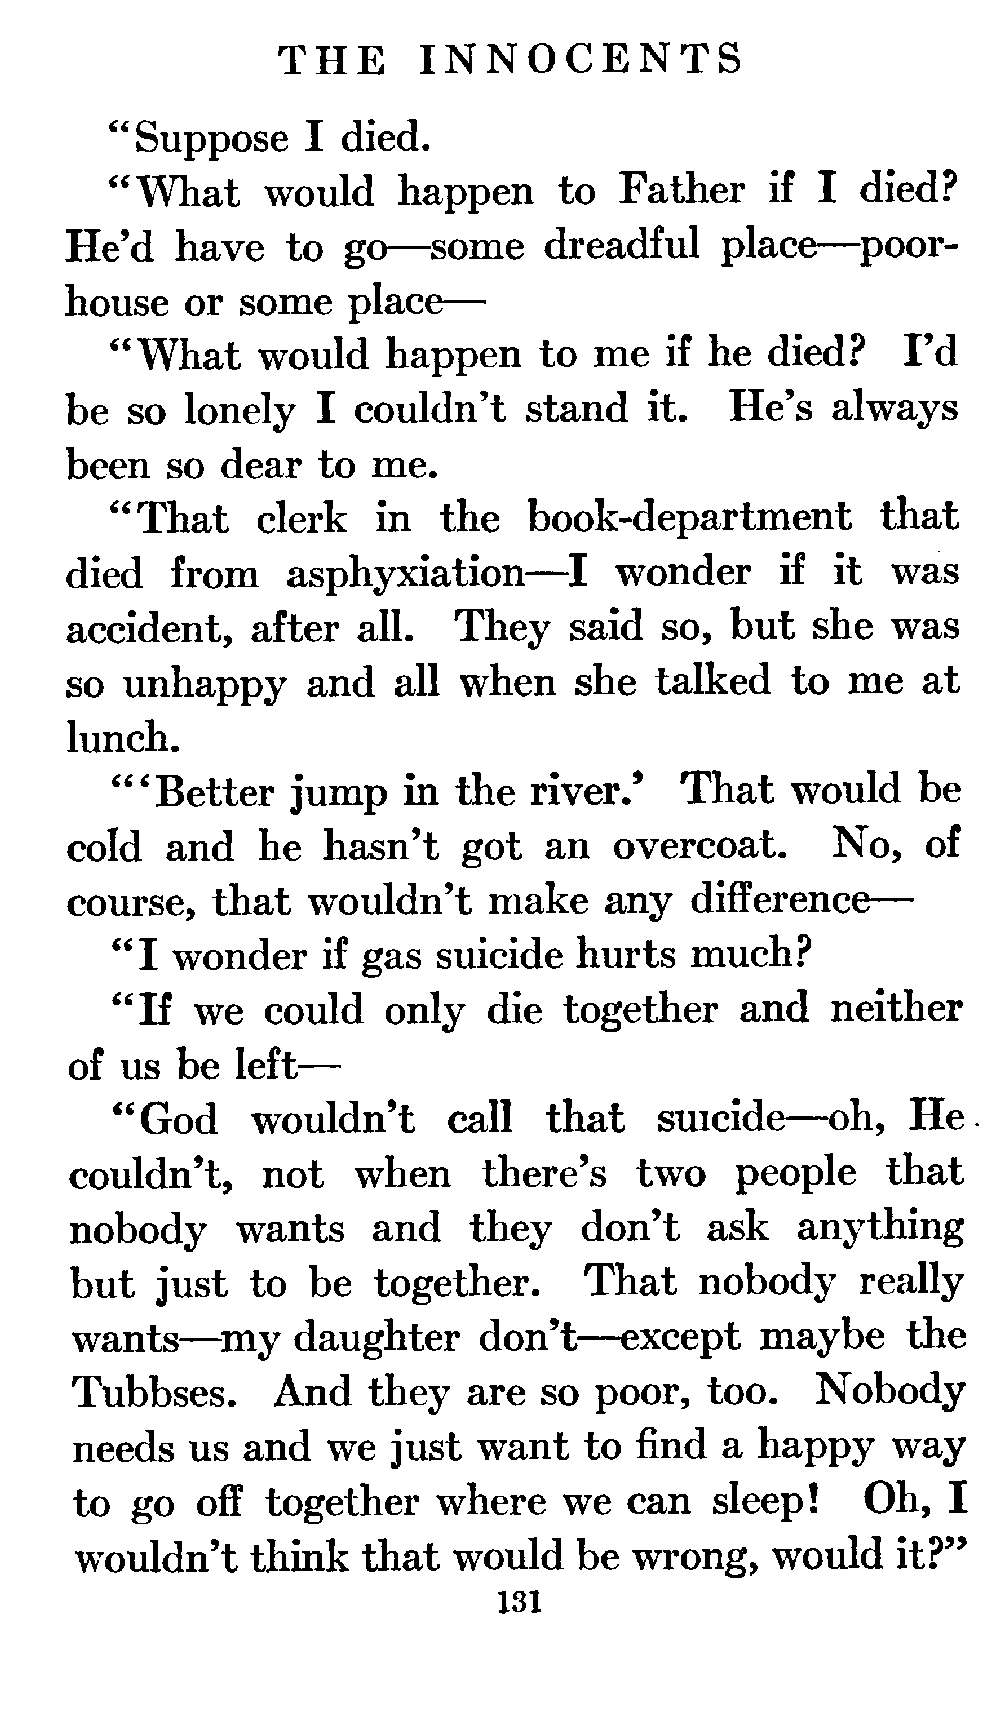 THE INNOCENTS
“Suppose I died.
“What would happen to Father if I died?
He’d have to go—some dreadful place—poor-
house or some place—
“What would happen to me if he died? I’d
be so lonely I couldn’t stand it. He’s always
been so dear to me.
“That clerk in the book-department that
died from asphyxiation—I wonder if it was
accident, after all. They said so, but she was
so unhappy and all when she talked to me at
lunch.
“‘Better jump in the river.’ That would be
cold and he hasn’t got an overcoat. No, of
course, that wouldn’t make any difference—
“I wonder if gas suicide hurts much?
“If we could only die together and neither
of us be left—
“God wouldn’t call that suicide—oh, He
couldn’t, not when there’s two people that
nobody wants and they don’t ask anything
but just to be together. That nobody really
wants—my daughter don’t—except maybe the
Tubbses. And they are so poor, too. Nobody
needs us and we just want to find a happy way
to go off together where we can sleep! Oh, I
wouldn’t think that would be wrong, would it?”
131